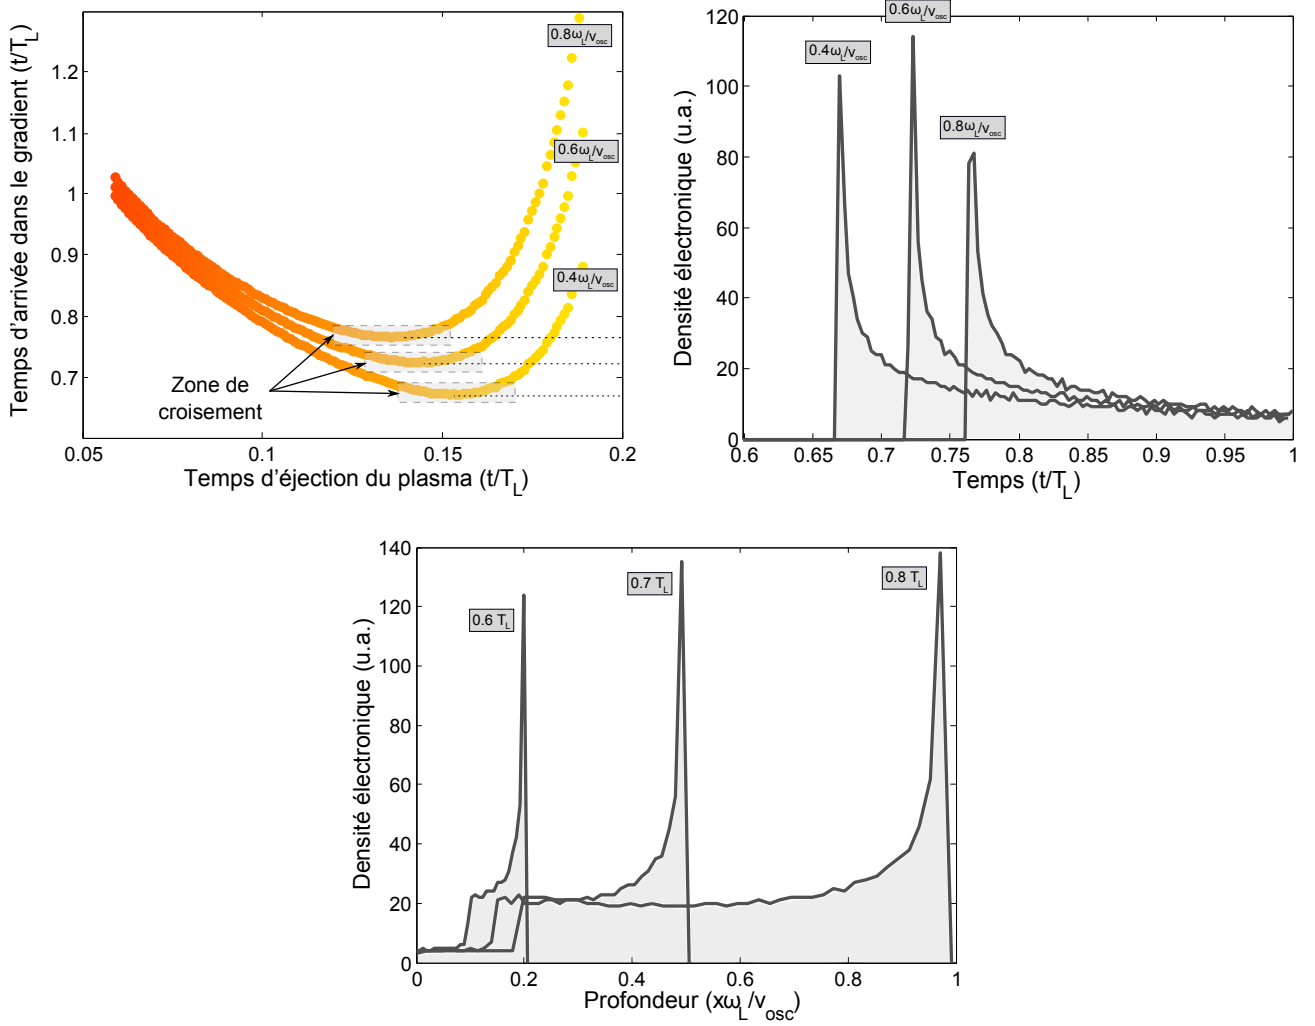 Temps d'arrivée dans le gradient (t/T_L)
1.2
1.1
1
0.9
0.8
0.7
0.05
0.1
0.15
0.2
Temps d'éjection du plasma (t/T_L)
0.8ω_L/v_osc
0.6ω_L/v_osc
0.4ω_L/v_osc
Zone de
croisement
Densité électronique (u.a.)
120
100
80
60
40
20
0
0.6
0.65
0.7
0.75
0.8
0.85
0.9
0.95
1
Temps (t/T_L)
0.4ω_L/v_osc
0.6ω_L/v_osc
0.8ω_L/v_osc
Densité électronique (u.a.)
140
120
100
80
60
40
20
0
0
0.2
0.4
0.6
0.8
1
Profondeur (xω_L/v_osc)
0.6 T_L
0.7 T_L
0.8 T_L